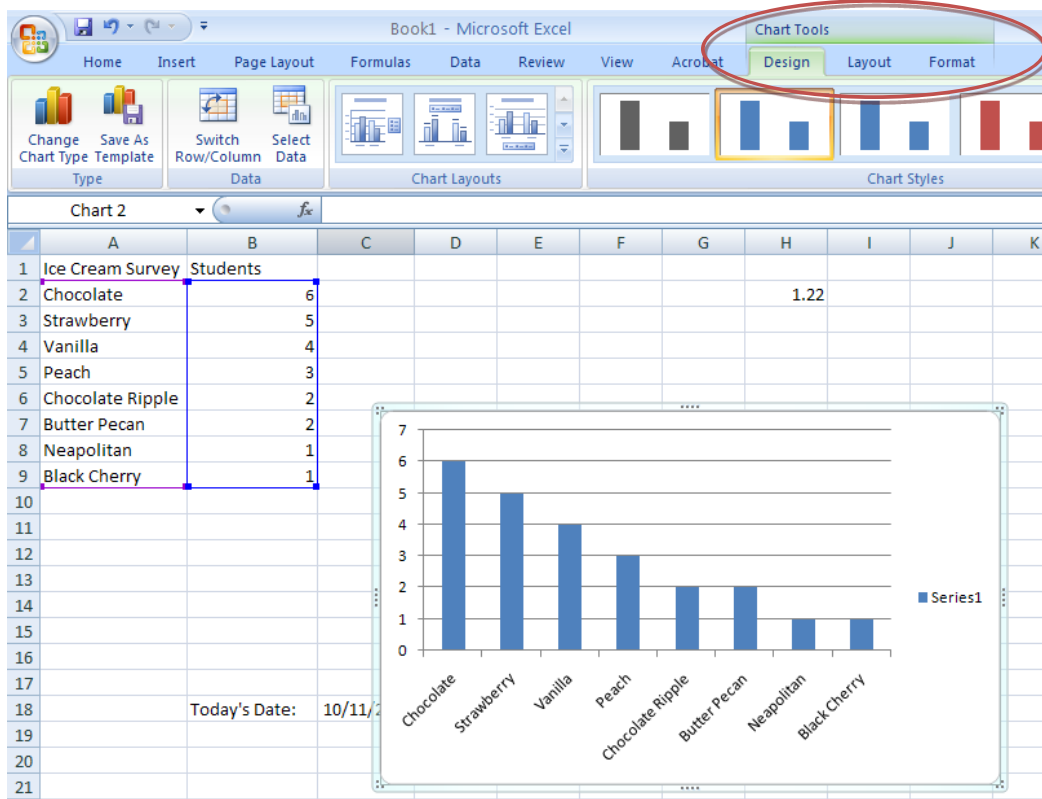 Book1 - Microsoft Excel
Chart Tools
Home Insert Page Layout Formulas Data Review View Acrobat Design Layout Format
Change Save As Switch Select
Chart Type Template Row/Column Data
Type Data Chart Layouts Chart Styles
Chart 2 fx
A B C D E F G H I J K
1 Ice Cream Survey Students
2 Chocolate 6 1.22
3 Strawberry 5
4 Vanilla 4
5 Peach 3
6 Chocolate Ripple 2
7 Butter Pecan 2
8 Neapolitan 1
9 Black Cherry 1
10
11
12
13
14
15
16
17
18 Today's Date: 10/11/2
19
20
21
7
6
5
4
3
2
1
0
Chocolate Strawberry Vanilla Peach Chocolate Ripple Butter Pecan Neapolitan Black Cherry
Series1